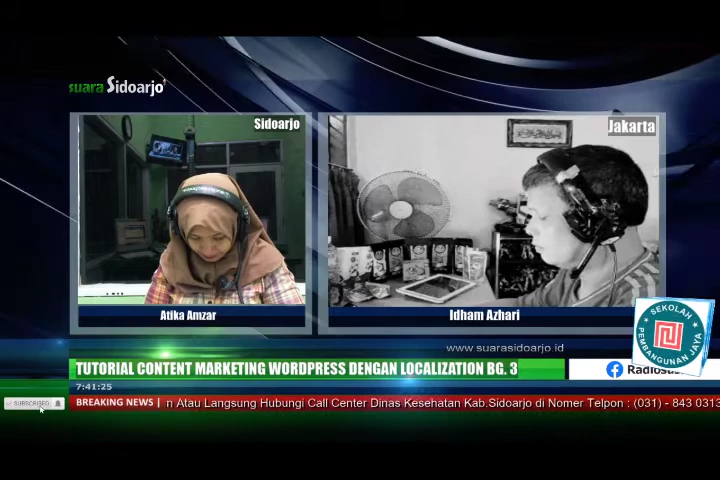 suara Sidoarjo
Sidoarjo
Jakarta
Atika Amzar
Idham Azhari
SEKOLAH
PEMBANGUNAN JAYA
www.suarasidoarjo.id
TUTORIAL CONTENT MARKETING WORDPRESS DENGAN LOCALIZATION BG. 3
7:41:25
SUBSCRIBED
BREAKING NEWS | n Atau Langsung Hubungi Call Center Dinas Kesehatan Kab.Sidoarjo di Nomer Telpon : (031) - 843 0313